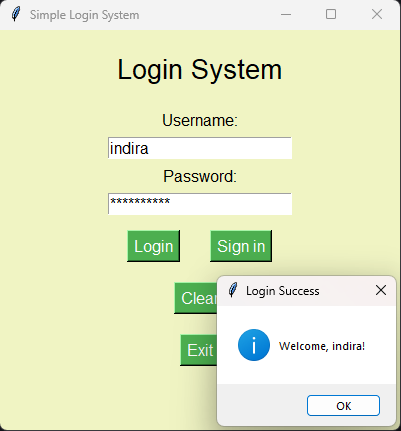 Simple Login System
Login System
Username:
indira
Password:
**********
Login Sign in
Clear
Exit
Login Success
Welcome, indira!
OK